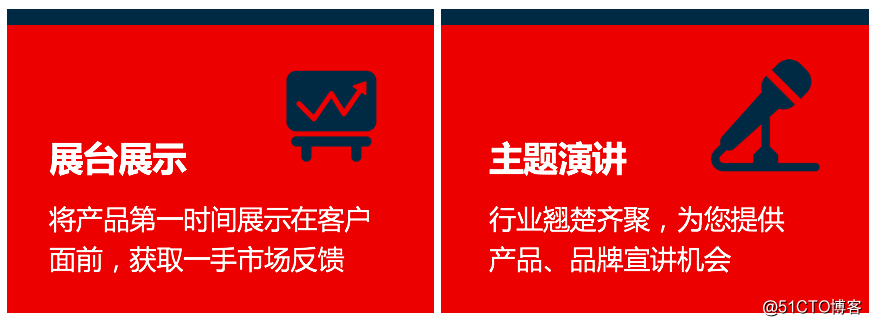 展台展示
将产品第一时间展示在客户
面前，获取一手市场反馈
主题演讲
行业翘楚齐聚，为您提供
产品、品牌宣讲机会
@51CTO博客